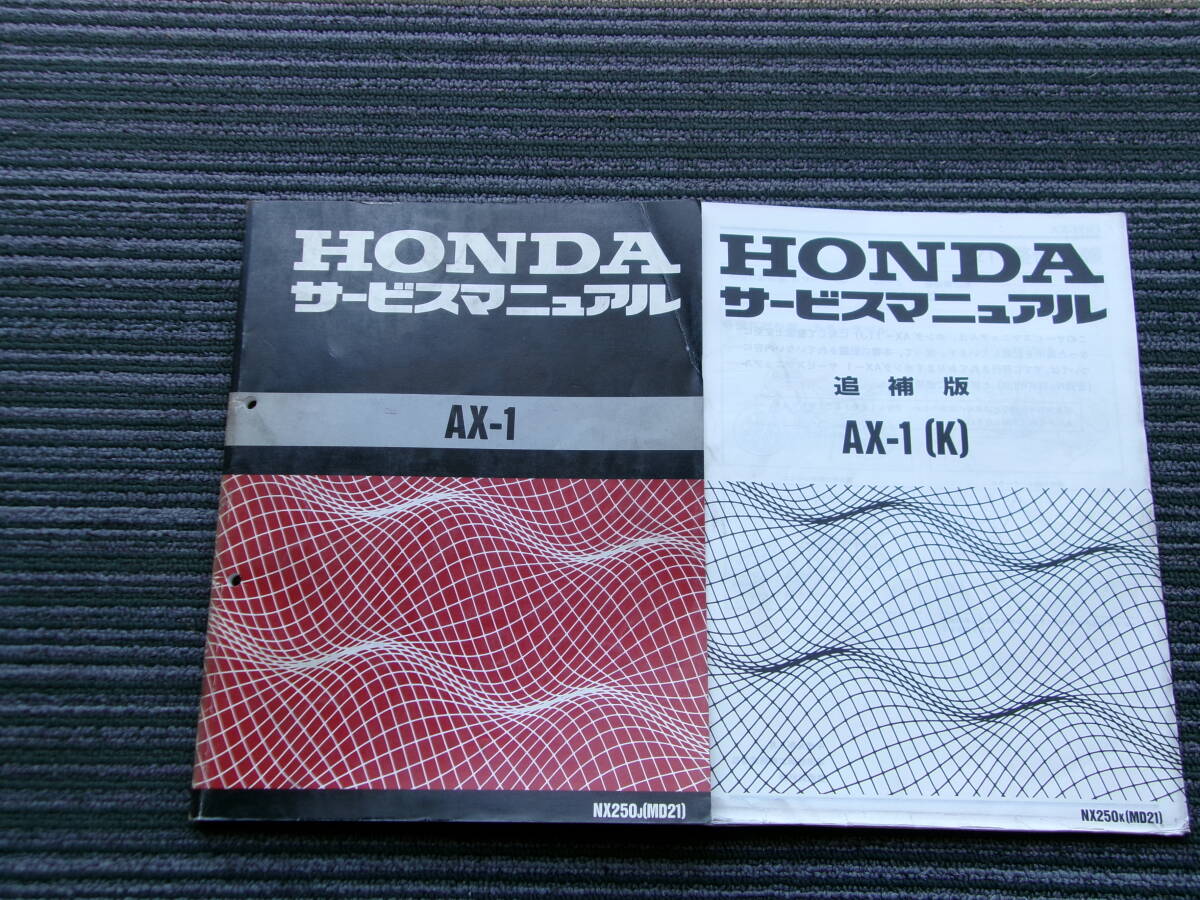 HONDA
サービスマニュアル
AX-1
NX250J(MD21)
HONDA
サービスマニュアル
追補版
AX-1(K)
NX250K(MD21)